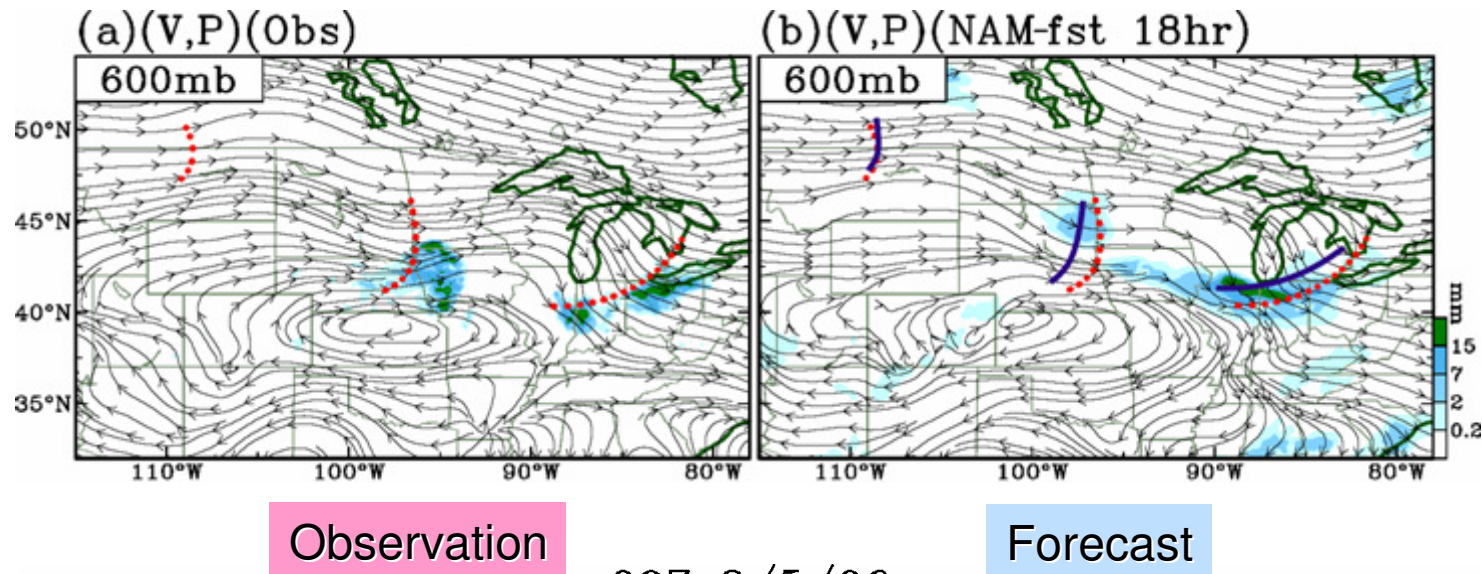 (a)(V,P)(Obs)
(b)(V,P)(NAM-fst 18hr)
600mb
600mb
50°N
45°N
40°N
35°N
mm
15
7
2
0.2
110°W 100°W 90°W 80°W
110°W 100°W 90°W 80°W
Observation
Forecast